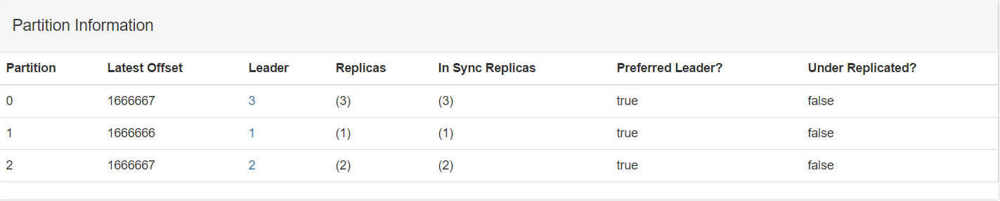 Partition Information
Partition Latest Offset Leader Replicas In Sync Replicas Preferred Leader? Under Replicated?
0 1666667 3 (3) (3) true false
1 1666666 1 (1) (1) true false
2 1666667 2 (2) (2) true false